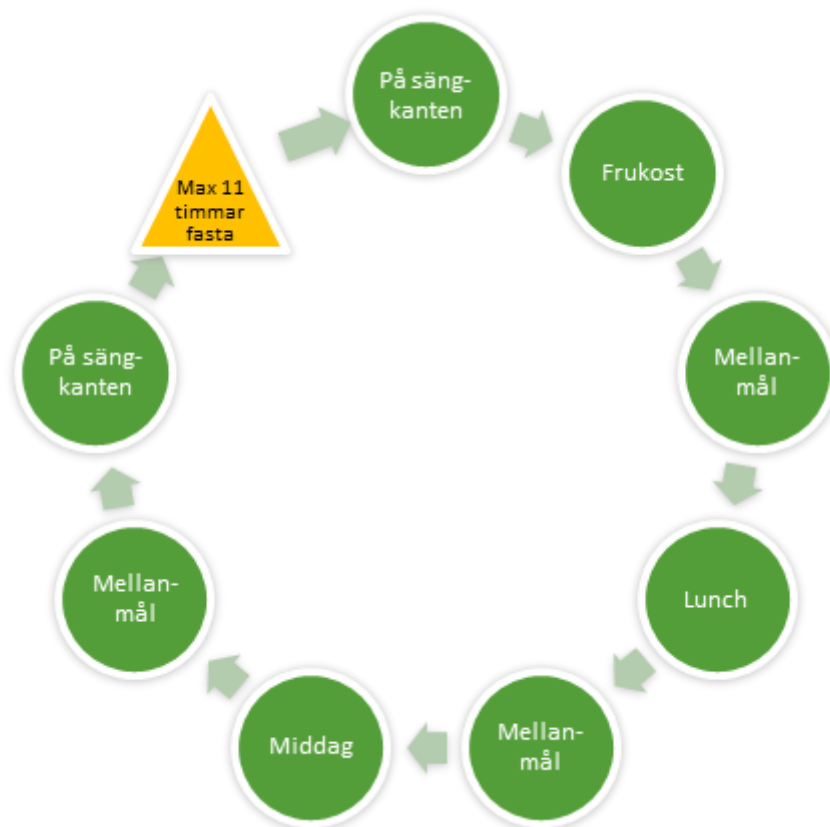 På säng-
kanten
Frukost
Mellan-
mål
Lunch
Mellan-
mål
Middag
Mellan-
mål
På säng-
kanten
Max 11
timmar
fasta